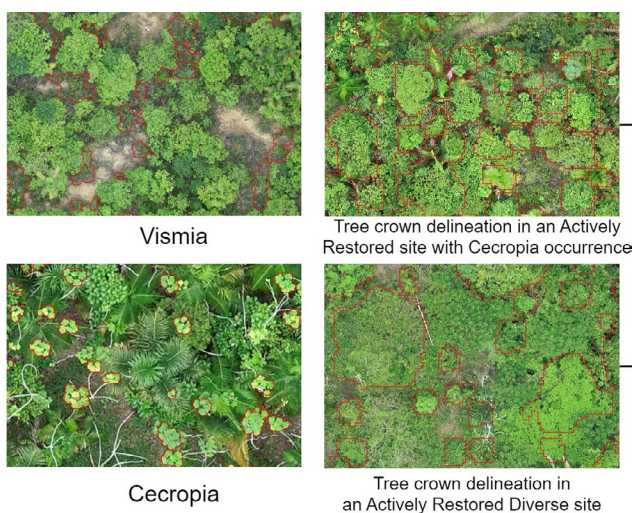 Vismia
Tree crown delineation in an Actively
Restored site with Cecropia occurrence
Cecropia
Tree crown delineation in
an Actively Restored Diverse site